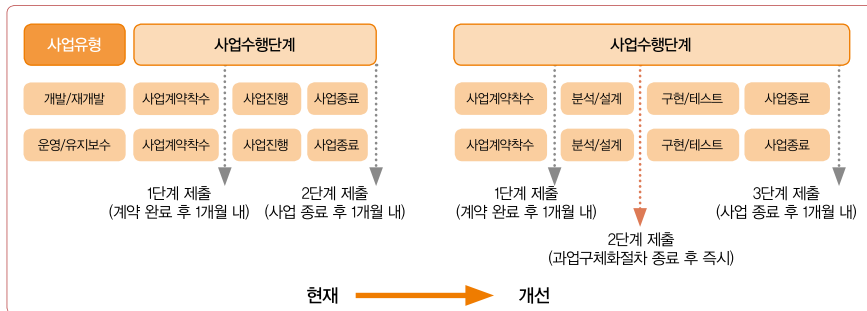 사업유형 사업수행단계 사업수행단계
개발/재개발 사업계약착수 사업진행 사업종료 사업계약착수 분석/설계 구현/테스트 사업종료
운영/유지보수 사업계약착수 사업진행 사업종료 사업계약착수 분석/설계 구현/테스트 사업종료
1단계 제출 2단계 제출 1단계 제출 3단계 제출
(계약 완료 후 1개월 내) (사업 종료 후 1개월 내) (계약 완료 후 1개월 내) (사업 종료 후 1개월 내)
2단계 제출
(과업구체화절차 종료 후 즉시)
현재 개선